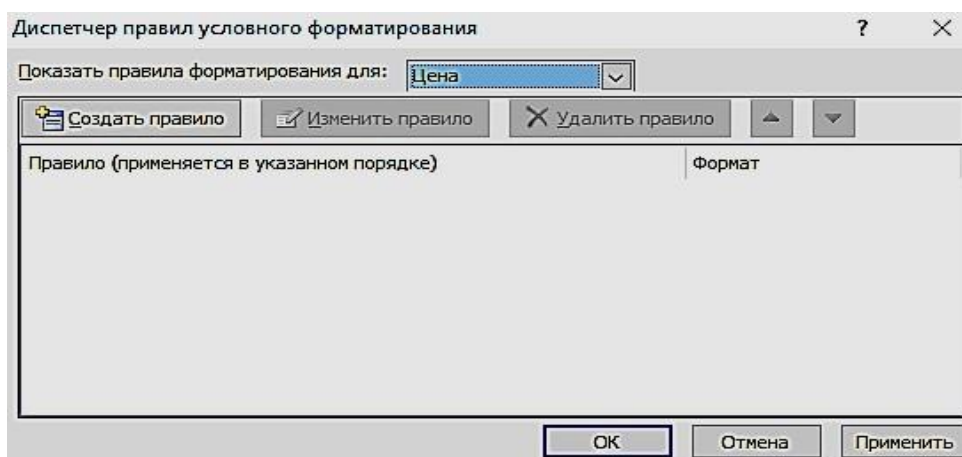 Диспетчер правил условного форматирования ?
Показать правила форматирования для: Цена
Создать правило Изменить правило Удалить правило
Правило (применяется в указанном порядке) Формат
ОК Отмена Применить